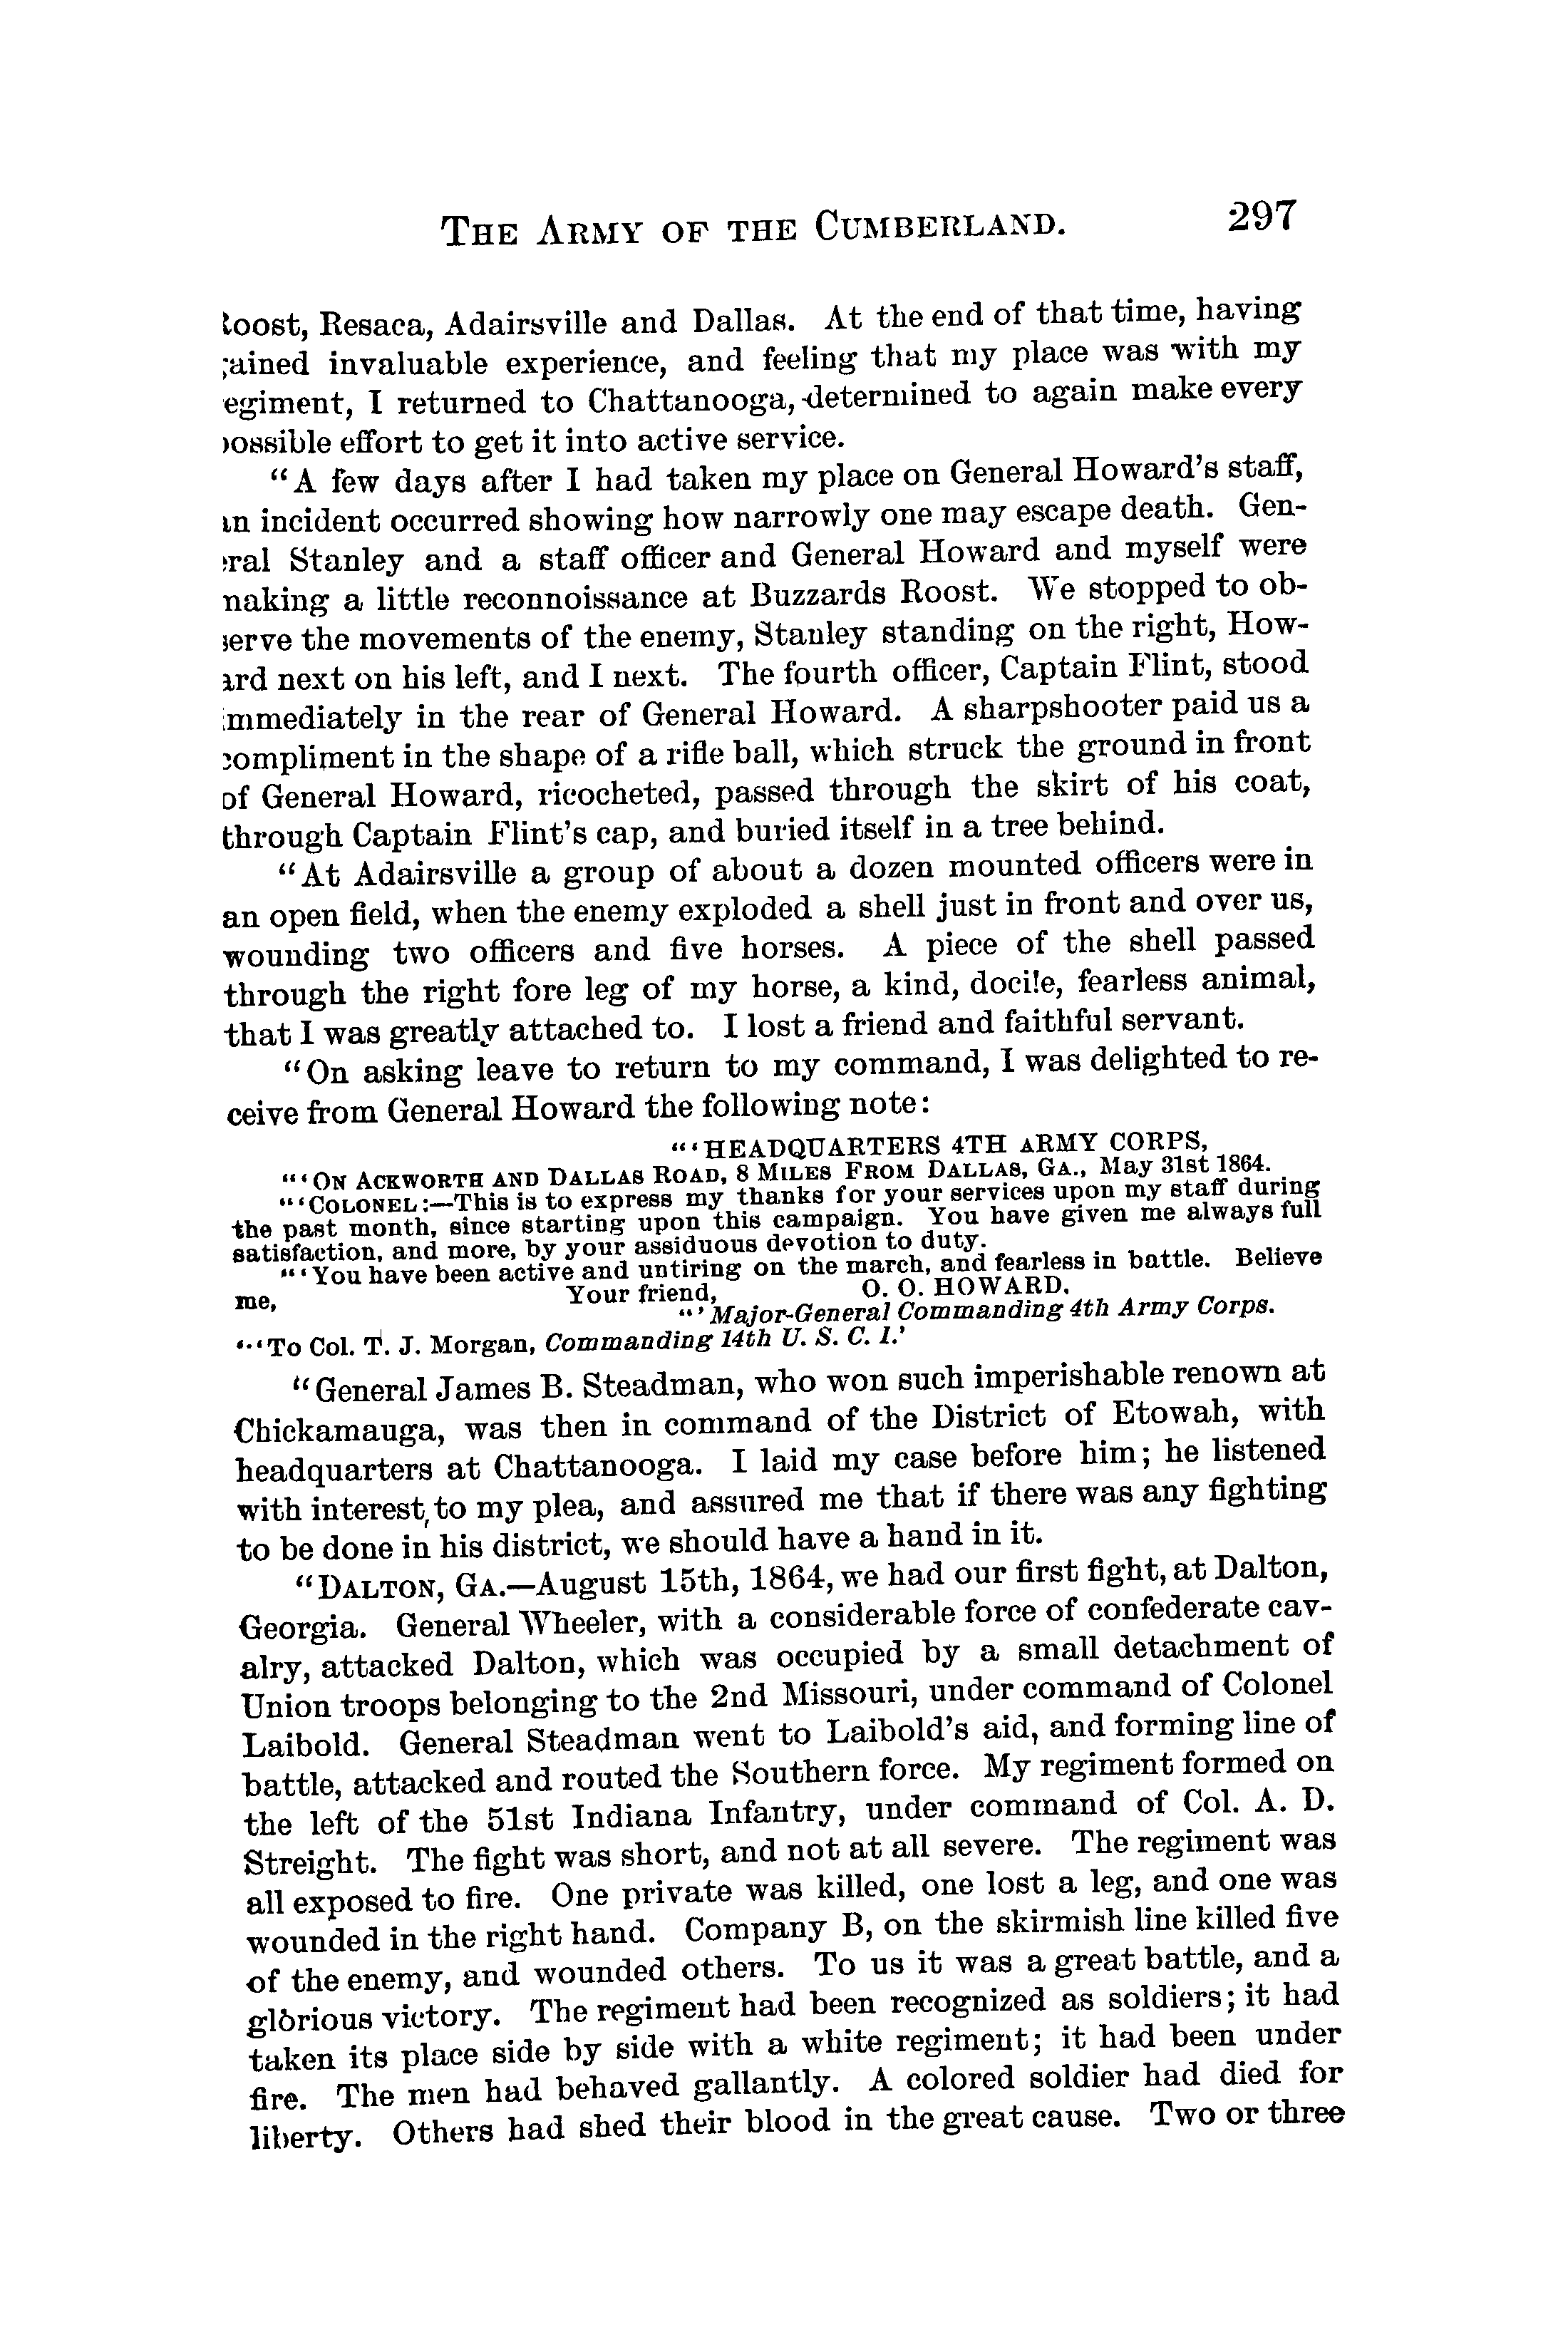 THE ARMY OF THE CUMBERLAND. 297
oost, Resaca, Adairsville and Dallas. At the end of that time, having
ained invaluable experience, and feeling that my place was with my
egiment, I returned to Chattanooga, determined to again make every
ossible effort to get it into active service.
"A few days after I had taken my place on General Howard's staff,
n incident occurred showing how narrowly one may escape death. Gen-
ral Stanley and a staff officer and General Howard and myself were
naking a little reconnoissance at Buzzards Roost. We stopped to ob-
serve the movements of the enemy, Stanley standing on the right, How-
ard next on his left, and I next. The fourth officer, Captain Flint, stood
immediately in the rear of General Howard. A sharpshooter paid us a
compliment in the shape of a rifle ball, which struck the ground in front
of General Howard, ricocheted, passed through the skirt of his coat,
through Captain Flint's cap, and buried itself in a tree behind.
"At Adairsville a group of about a dozen mounted officers were in
an open field, when the enemy exploded a shell just in front and over us,
wounding two officers and five horses. A piece of the shell passed
through the right fore leg of my horse, a kind, docile, fearless animal,
that I was greatly attached to. I lost a friend and faithful servant.
"On asking leave to return to my command, I was delighted to re-
ceive from General Howard the following note:
"'HEADQUARTERS 4TH ARMY CORPS,
"'ON ACKWORTH AND DALLAS ROAD, 8 MILES FROM DALLAS, GA., May 31st 1864.
"'COLONEL:—This is to express my thanks for your services upon my staff during
the past month, since starting upon this campaign. You have given me always full
satisfaction, and more, by your assiduous devotion to duty.
"'You have been active and untiring on the march, and fearless in battle. Believe
me, Your friend, O. O. HOWARD.
"' Major-General Commanding 4th Army Corps.
"'To Col. T. J. Morgan, Commanding 14th U. S. C. I.'
"General James B. Steadman, who won such imperishable renown at
Chickamauga, was then in command of the District of Etowah, with
headquarters at Chattanooga. I laid my case before him; he listened
with interest, to my plea, and assured me that if there was any fighting
to be done in his district, we should have a hand in it.
"DALTON, GA.—August 15th, 1864, we had our first fight, at Dalton,
Georgia. General Wheeler, with a considerable force of confederate cav-
alry, attacked Dalton, which was occupied by a small detachment of
Union troops belonging to the 2nd Missouri, under command of Colonel
Laibold. General Steadman went to Laibold's aid, and forming line of
battle, attacked and routed the Southern force. My regiment formed on
the left of the 51st Indiana Infantry, under command of Col. A. D.
Streight. The fight was short, and not at all severe. The regiment was
all exposed to fire. One private was killed, one lost a leg, and one was
wounded in the right hand. Company B, on the skirmish line killed five
of the enemy, and wounded others. To us it was a great battle, and a
glorious victory. The regiment had been recognized as soldiers; it had
taken its place side by side with a white regiment; it had been under
fire. The men had behaved gallantly. A colored soldier had died for
liberty. Others had shed their blood in the great cause. Two or three